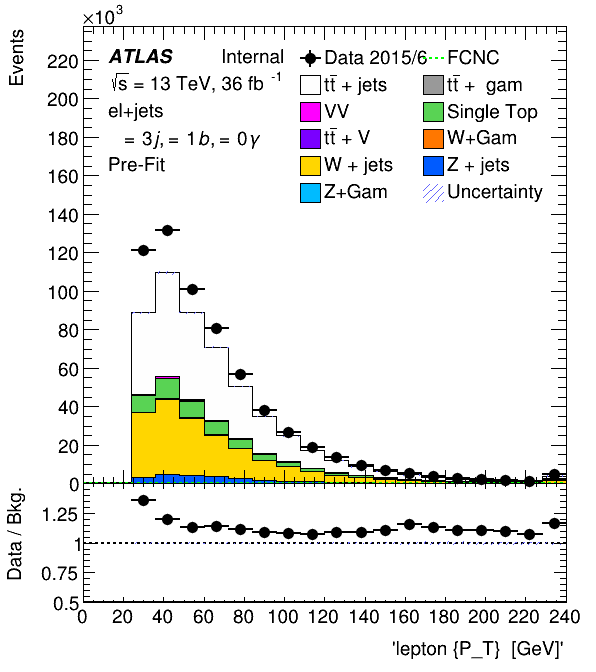 ×10³
Events
ATLAS Internal
√s = 13 TeV, 36 fb⁻¹
el+jets
= 3j, = 1b, = 0γ
Pre-Fit
Data 2015/6 FCNC
tt̄ + jets tt̄ + gam
VV Single Top
tt̄ + V W+Gam
W + jets Z + jets
Z+Gam Uncertainty
220
200
180
160
140
120
100
80
60
40
20
0
Data / Bkg.
1.25
1
0.75
0.5
0 20 40 60 80 100 120 140 160 180 200 220 240
'lepton {P_T} [GeV]'